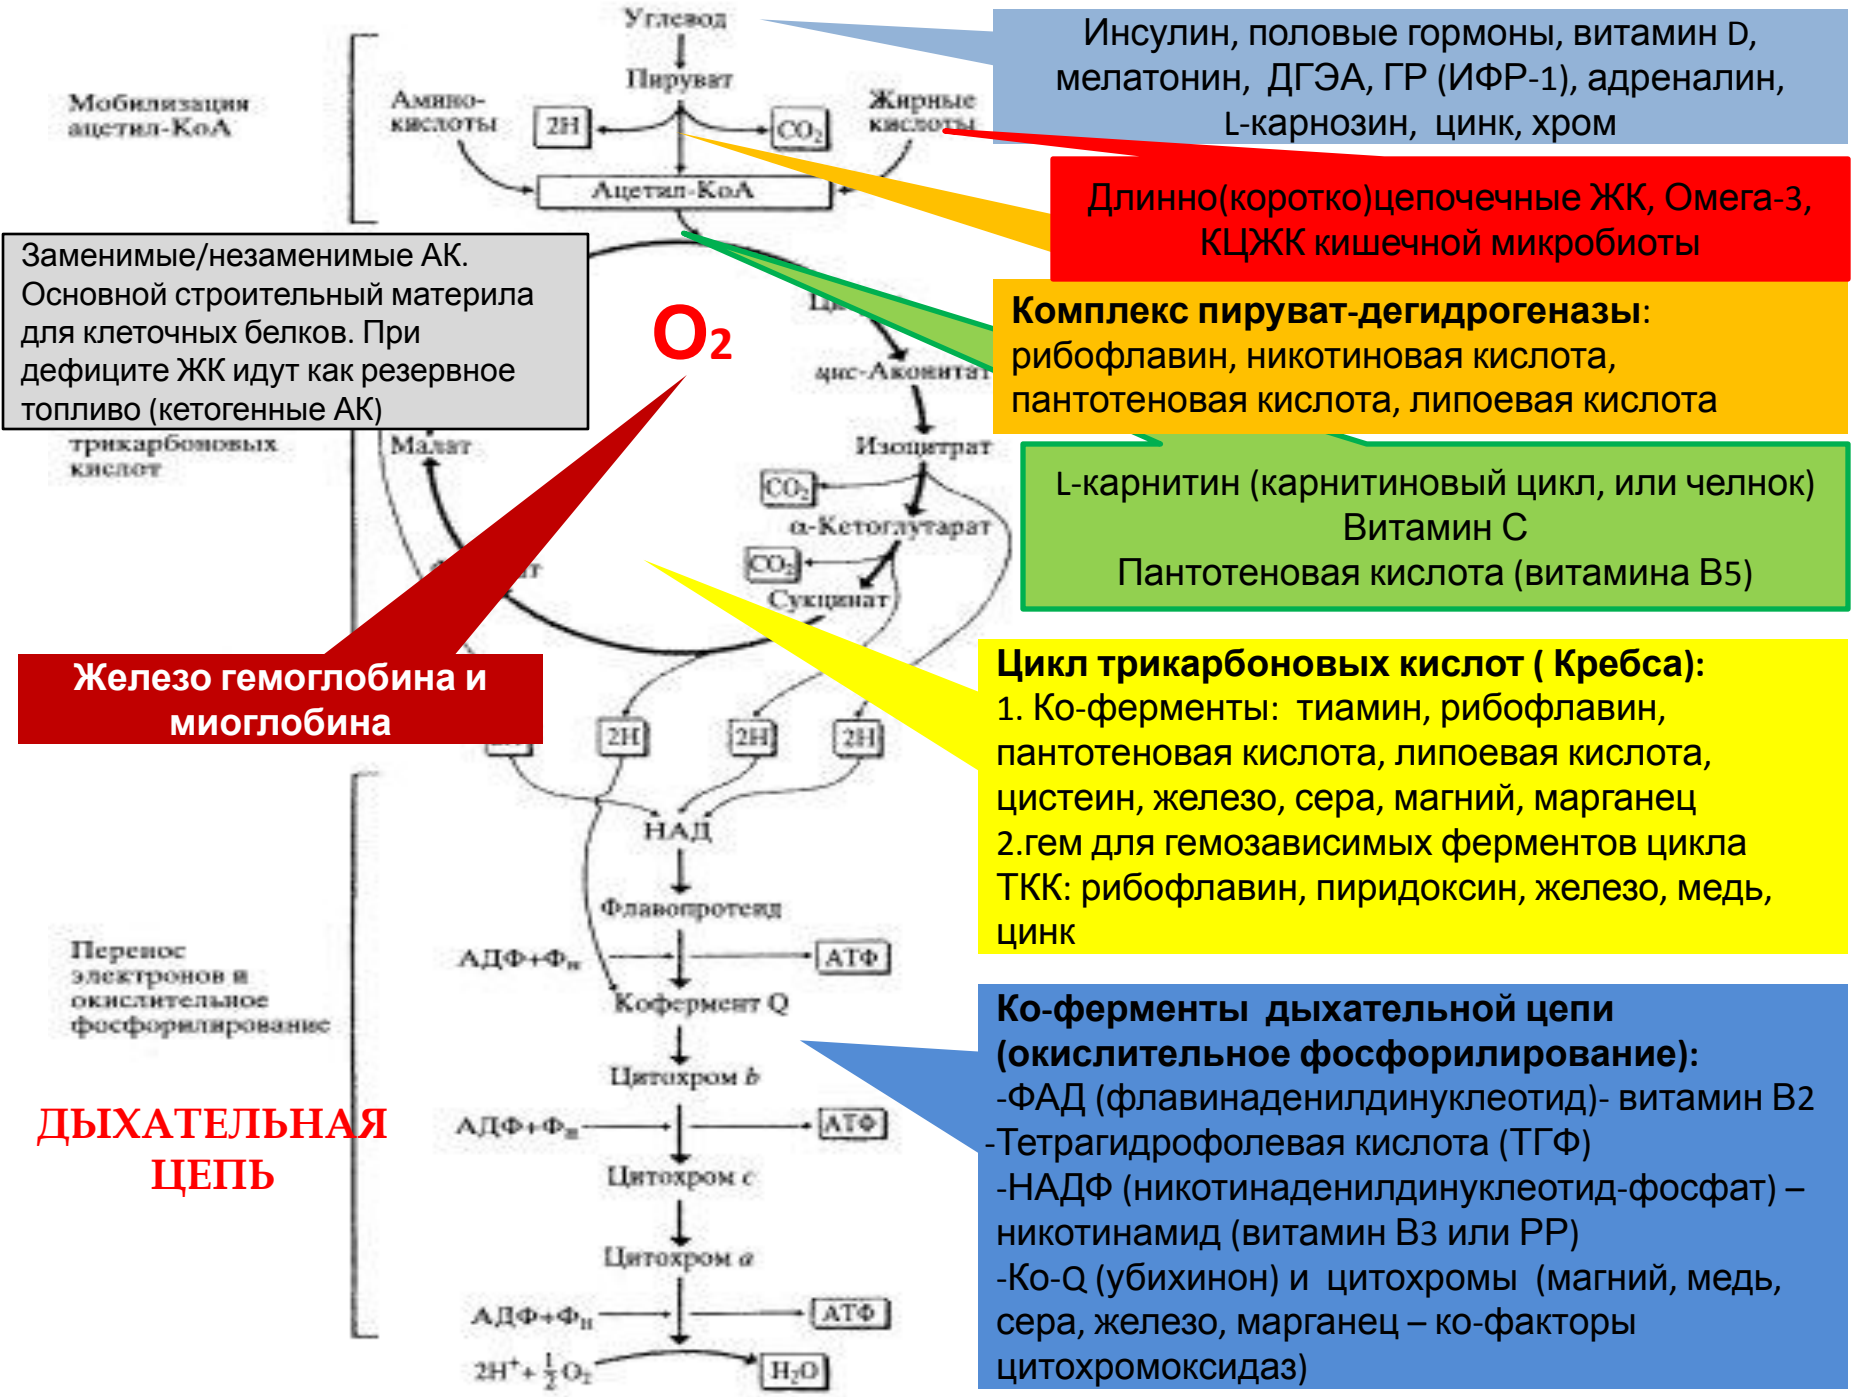 Углевод
Пируват
Мобилизация
ацетил-КоА
Амино-
кислоты
2H
CO2
Жирные
кислоты
Ацетил-КоА
Инсулин, половые гормоны, витамин D,
мелатонин, ДГЭА, ГР (ИФР-1), адреналин,
L-карнозин, цинк, хром
Длинно(коротко)цепочечные ЖК, Омега-3,
КЦЖК кишечной микробиоты
Заменимые/незаменимые АК.
Основной строительный материла
для клеточных белков. При
дефиците ЖК идут как резервное
топливо (кетогенные АК)
O2
Комплекс пируват-дегидрогеназы:
рибофлавин, никотиновая кислота,
пантотеновая кислота, липоевая кислота
цис-Аконитат
трикарбоновых
кислот
Малат
Изоцитрат
CO2
α-Кетоглутарат
CO2
Сукцинат
L-карнитин (карнитиновый цикл, или челнок)
Витамин С
Пантотеновая кислота (витамина В5)
Железо гемоглобина и
миоглобина
Цикл трикарбоновых кислот ( Кребса):
1. Ко-ферменты: тиамин, рибофлавин,
пантотеновая кислота, липоевая кислота,
цистеин, железо, сера, магний, марганец
2.гем для гемозависимых ферментов цикла
ТКК: рибофлавин, пиридоксин, железо, медь,
цинк
2H
2H
2H
НАД
Флавопротеид
АДФ+Фн
АТФ
Перенос
электронов и
окислительное
фосфорилирование
Кофермент Q
Цитохром b
АДФ+Фн
АТФ
ДЫХАТЕЛЬНАЯ
ЦЕПЬ
Цитохром c
Цитохром a
АДФ+Фн
АТФ
2H+ + 1/2 O2
H2O
Ко-ферменты дыхательной цепи
(окислительное фосфорилирование):
-ФАД (флавинаденилдинуклеотид)- витамин В2
-Тетрагидрофолевая кислота (ТГФ)
-НАДФ (никотинаденилдинуклеотид-фосфат) –
никотинамид (витамин В3 или РР)
-Ко-Q (убихинон) и цитохромы (магний, медь,
сера, железо, марганец – ко-факторы
цитохромоксидаз)